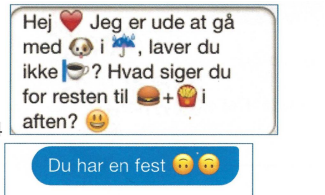 Hej ❤️ Jeg er ude at gå
med 🐶 i ☔, laver du
ikke ☕? Hvad siger du
for resten til 🍔+🍟 i
aften? 😃
Du har en fest 🙃🙃